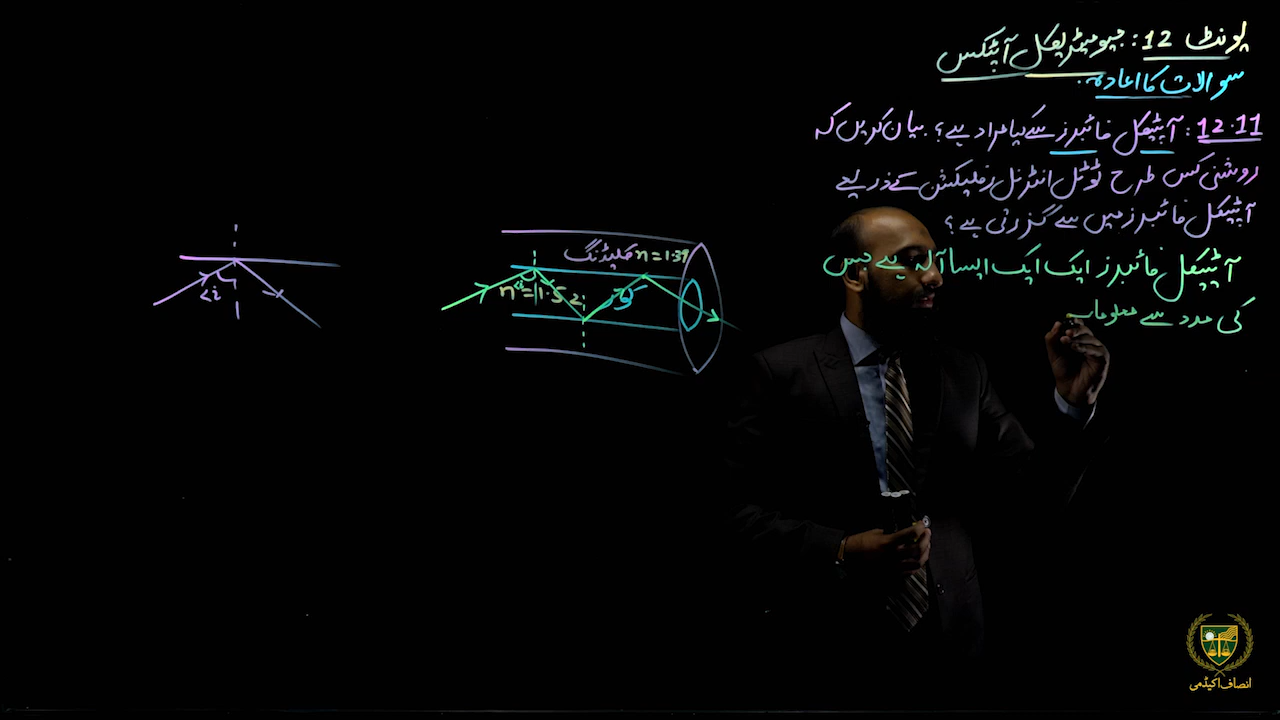 یونٹ 12 : جیومیٹریکل آپٹکس
سوالات کا اعادہ :
12.11 : آپٹیکل فائبرز سے کیا مراد ہے؟ بیان کریں کہ
روشنی کس طرح ٹوٹل انٹرنل رفلیکشن کے ذریعے
آپٹیکل فائبرز میں سے گزرتی ہے؟
آپٹیکل فائبرز ایک ایک ایسا آلہ ہے جس
کی مدد سے معلومات
کلیڈنگ n = 1.39
n = 1.52
<i
<i
کور
انصاف اکیڈمی